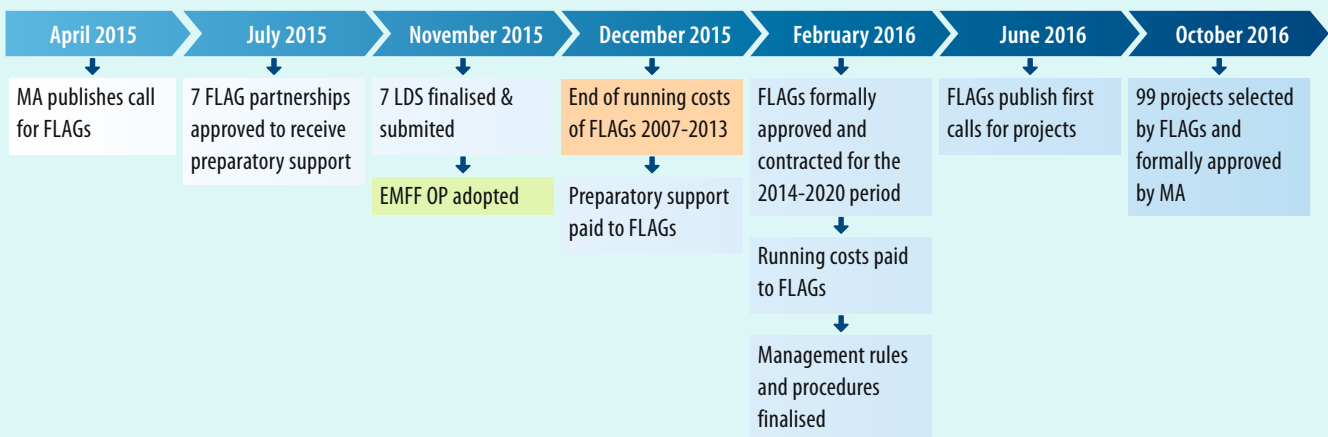 April 2015
July 2015
November 2015
December 2015
February 2016
June 2016
October 2016
MA publishes call
for FLAGs
7 FLAG partnerships
approved to receive
preparatory support
7 LDS finalised &
submited
EMFF OP adopted
End of running costs
of FLAGs 2007-2013
Preparatory support
paid to FLAGs
FLAGs formally
approved and
contracted for the
2014-2020 period
Running costs paid
to FLAGs
Management rules
and procedures
finalised
FLAGs publish first
calls for projects
99 projects selected
by FLAGs and
formally approved
by MA